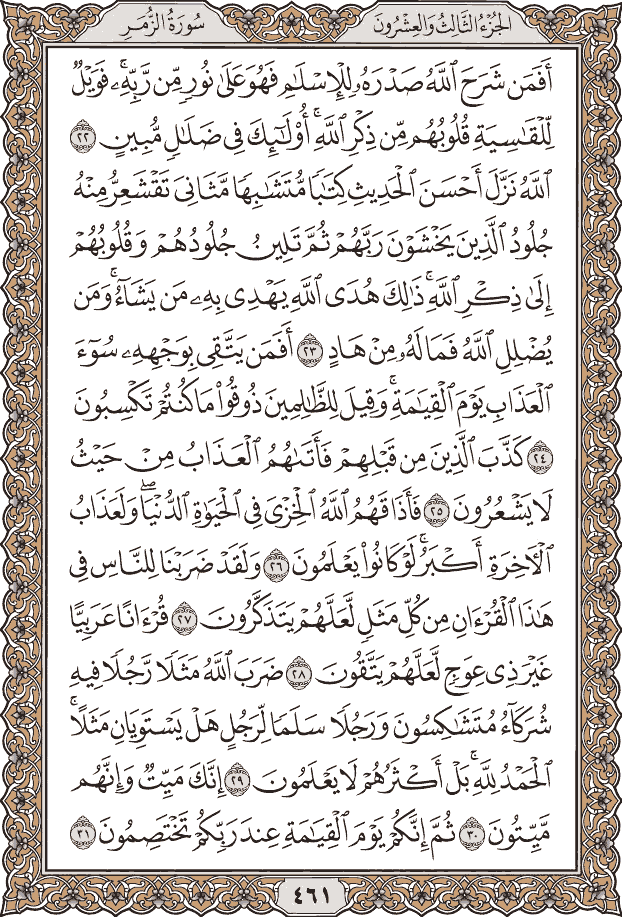 الجُزْءُ الثَّالِثُ وَالعِشْرُونَ سُورَةُ الزُّمَرِ
أَفَمَن شَرَحَ ٱللَّهُ صَدْرَهُۥ لِلْإِسْلَٰمِ فَهُوَ عَلَىٰ نُورٍ مِّن رَّبِّهِۦۚ فَوَيْلٌ
لِّلْقَٰسِيَةِ قُلُوبُهُم مِّن ذِكْرِ ٱللَّهِۚ أُو۟لَٰٓئِكَ فِى ضَلَٰلٍ مُّبِينٍ ٢٢
ٱللَّهُ نَزَّلَ أَحْسَنَ ٱلْحَدِيثِ كِتَٰبًا مُّتَشَٰبِهًا مَّثَانِىَ تَقْشَعِرُّ مِنْهُ
جُلُودُ ٱلَّذِينَ يَخْشَوْنَ رَبَّهُمْ ثُمَّ تَلِينُ جُلُودُهُمْ وَقُلُوبُهُمْ
إِلَىٰ ذِكْرِ ٱللَّهِۚ ذَٰلِكَ هُدَى ٱللَّهِ يَهْدِى بِهِۦ مَن يَشَآءُۚ وَمَن
يُضْلِلِ ٱللَّهُ فَمَا لَهُۥ مِنْ هَادٍ ٢٣ أَفَمَن يَتَّقِى بِوَجْهِهِۦ سُوٓءَ
ٱلْعَذَابِ يَوْمَ ٱلْقِيَٰمَةِۚ وَقِيلَ لِلظَّٰلِمِينَ ذُوقُوا۟ مَا كُنتُمْ تَكْسِبُونَ
٢٤ كَذَّبَ ٱلَّذِينَ مِن قَبْلِهِمْ فَأَتَىٰهُمُ ٱلْعَذَابُ مِنْ حَيْثُ
لَا يَشْعُرُونَ ٢٥ فَأَذَاقَهُمُ ٱللَّهُ ٱلْخِزْىَ فِى ٱلْحَيَوٰةِ ٱلدُّنْيَاۖ وَلَعَذَابُ
ٱلْءَاخِرَةِ أَكْبَرُۚ لَوْ كَانُوا۟ يَعْلَمُونَ ٢٦ وَلَقَدْ ضَرَبْنَا لِلنَّاسِ فِى
هَٰذَا ٱلْقُرْءَانِ مِن كُلِّ مَثَلٍ لَّعَلَّهُمْ يَتَذَكَّرُونَ ٢٧ قُرْءَانًا عَرَبِيًّا
غَيْرَ ذِى عِوَجٍ لَّعَلَّهُمْ يَتَّقُونَ ٢٨ ضَرَبَ ٱللَّهُ مَثَلًا رَّجُلًا فِيهِ
شُرَكَآءُ مُتَشَٰكِسُونَ وَرَجُلًا سَلَمًا لِّرَجُلٍ هَلْ يَسْتَوِيَانِ مَثَلًاۚ
ٱلْحَمْدُ لِلَّهِۚ بَلْ أَكْثَرُهُمْ لَا يَعْلَمُونَ ٢٩ إِنَّكَ مَيِّتٌ وَإِنَّهُم
مَّيِّتُونَ ٣٠ ثُمَّ إِنَّكُمْ يَوْمَ ٱلْقِيَٰمَةِ عِندَ رَبِّكُمْ تَخْتَصِمُونَ ٣١
٤٦١